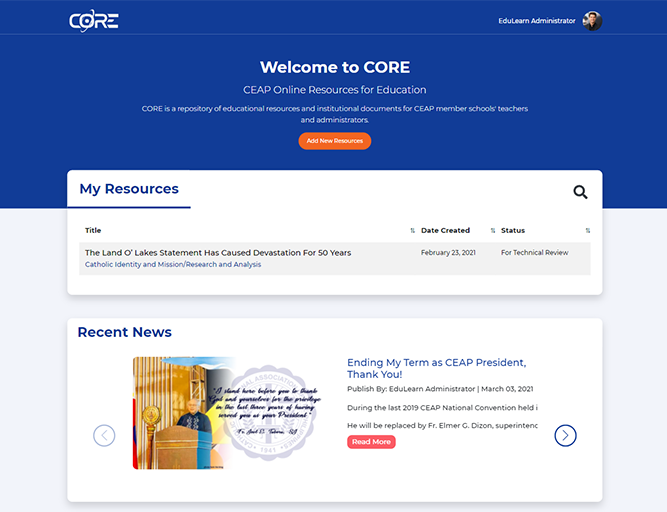 CORE
EduLearn Administrator
Welcome to CORE
CEAP Online Resources for Education
CORE is a repository of educational resources and institutional documents for CEAP member schools' teachers
and administrators.
Add New Resources
My Resources
Title
Date Created
Status
The Land O' Lakes Statement Has Caused Devastation For 50 Years
February 23, 2021
For Technical Review
Catholic Identity and Mission/Research and Analysis
Recent News
"I stand here before you to thank
God and yourselves for the privilege
in the last three years of having
served you as your President"
Ending My Term as CEAP President,
Thank You!
Publish By: EduLearn Administrator | March 03, 2021
During the last 2019 CEAP National Convention held i
He will be replaced by Fr. Elmer G. Dizon, superintenc
Read More